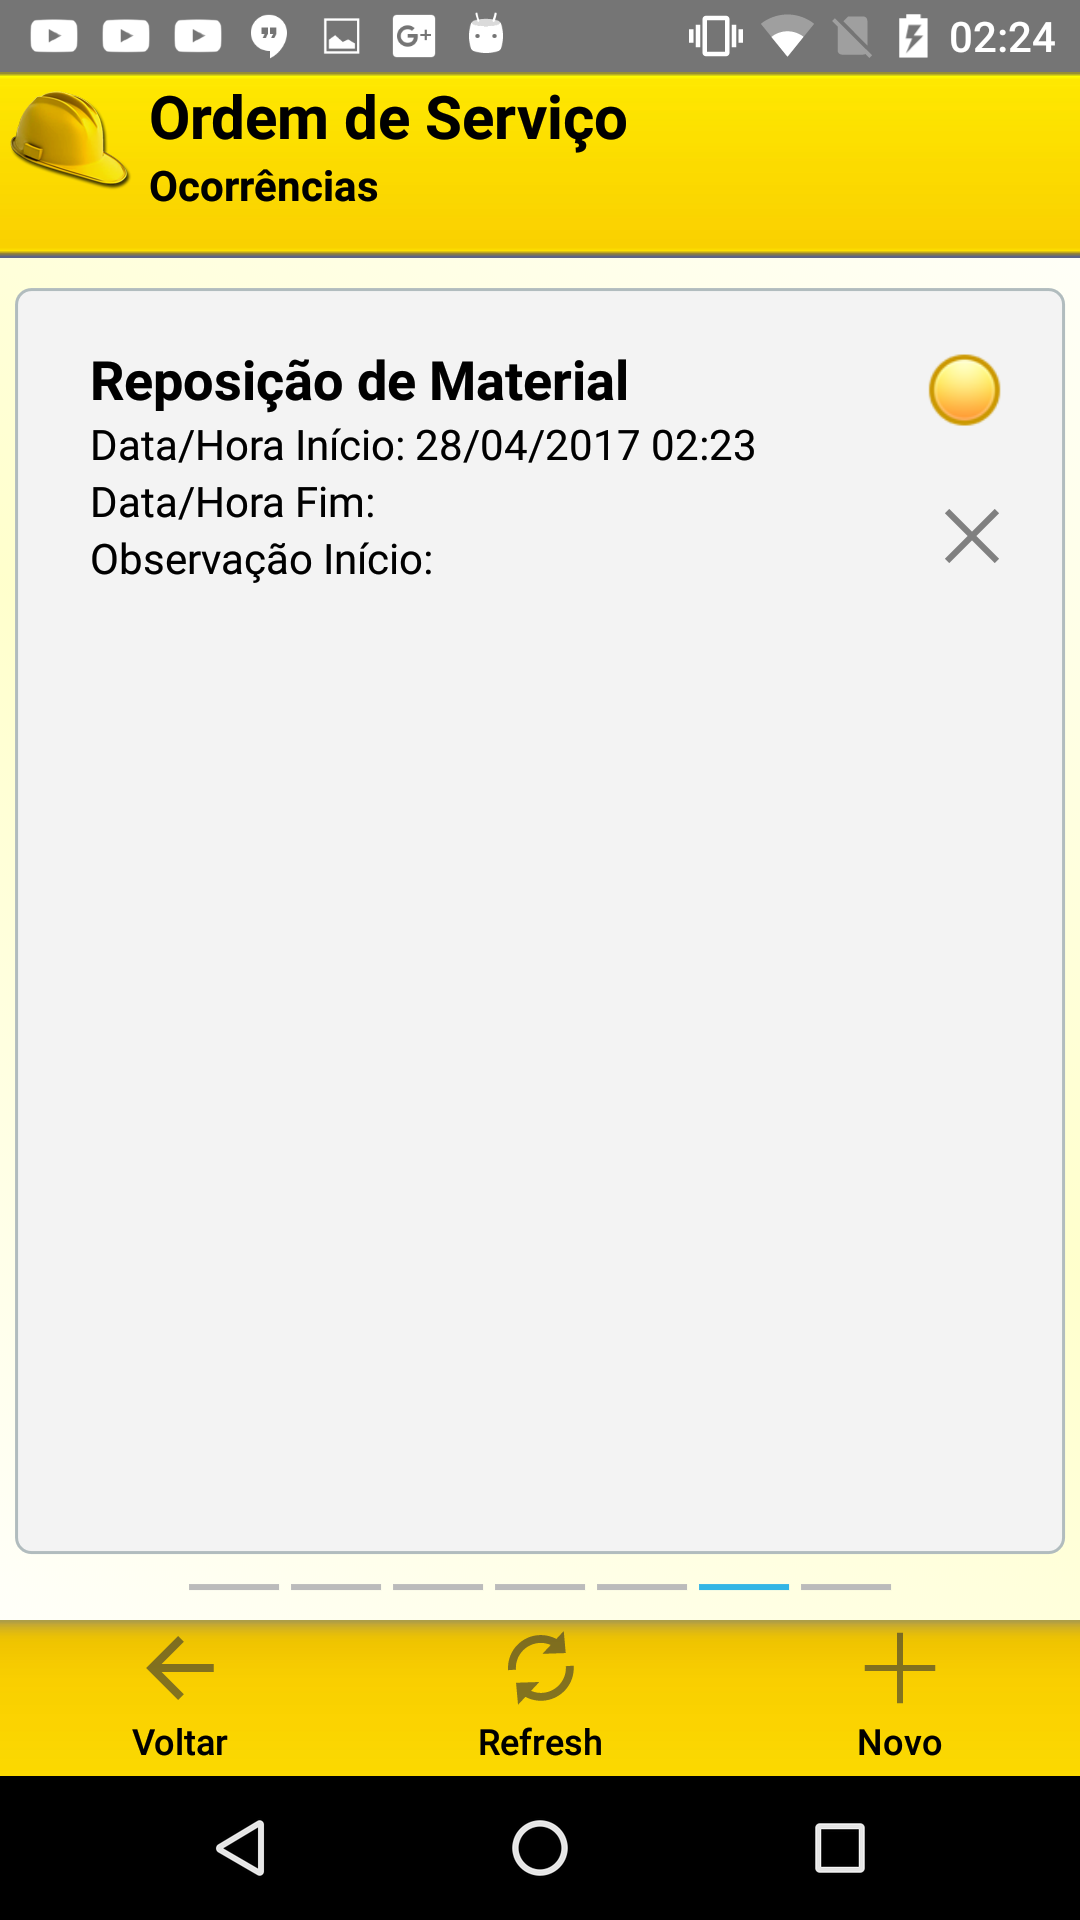 02:24
Ordem de Serviço
Ocorrências
Reposição de Material
Data/Hora Início: 28/04/2017 02:23
Data/Hora Fim:
Observação Início:
Voltar Refresh Novo